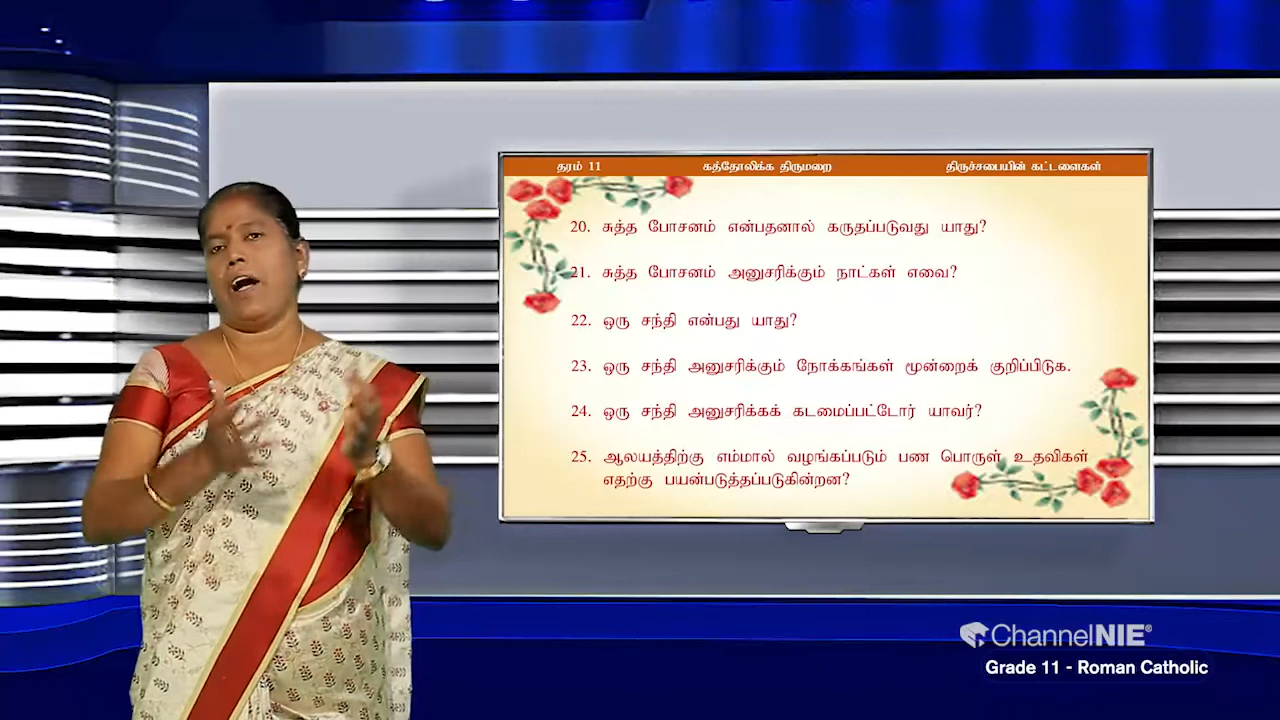 தரம் 11 கத்தோலிக்க திருமறை திருச்சபையின் கட்டளைகள்
20. சுத்த போசனம் என்பதனால் கருதப்படுவது யாது?
21. சுத்த போசனம் அனுசரிக்கும் நாட்கள் எவை?
22. ஒரு சந்தி என்பது யாது?
23. ஒரு சந்தி அனுசரிக்கும் நோக்கங்கள் மூன்றைக் குறிப்பிடுக.
24. ஒரு சந்தி அனுசரிக்கக் கடமைப்பட்டோர் யாவர்?
25. ஆலயத்திற்கு எம்மால் வழங்கப்படும் பண பொருள் உதவிகள்
எதற்கு பயன்படுத்தப்படுகின்றன?
ChannelNIE®
Grade 11 - Roman Catholic